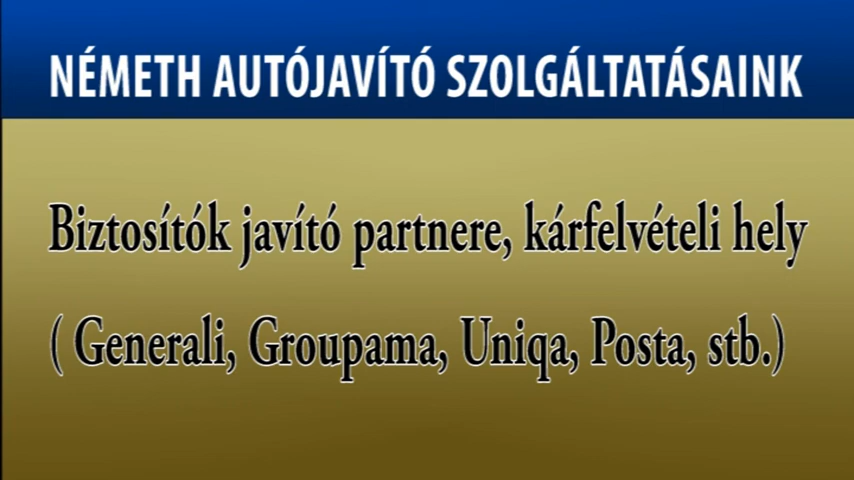 NÉMETH AUTÓJAVÍTÓ SZOLGÁLTATÁSAINK
Biztosítók javító partnere, kárfelvételi hely
( Generali, Groupama, Uniqa, Posta, stb.)